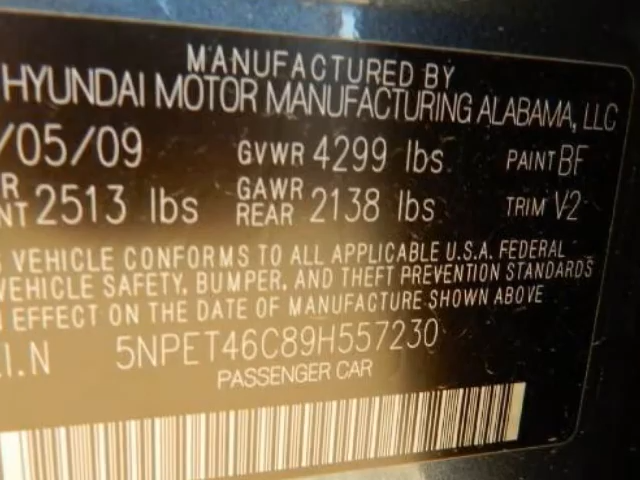 MANUFACTURED BY
HYUNDAI MOTOR MANUFACTURING ALABAMA, LLC
/05/09 GVWR 4299 lbs PAINT BF
2513 lbs GAWR REAR 2138 lbs TRIM V2
VEHICLE CONFORMS TO ALL APPLICABLE U.S.A. FEDERAL
VEHICLE SAFETY, BUMPER, AND THEFT PREVENTION STANDARDS
EFFECT ON THE DATE OF MANUFACTURE SHOWN ABOVE
.I.N 5NPET46C89H557230
PASSENGER CAR